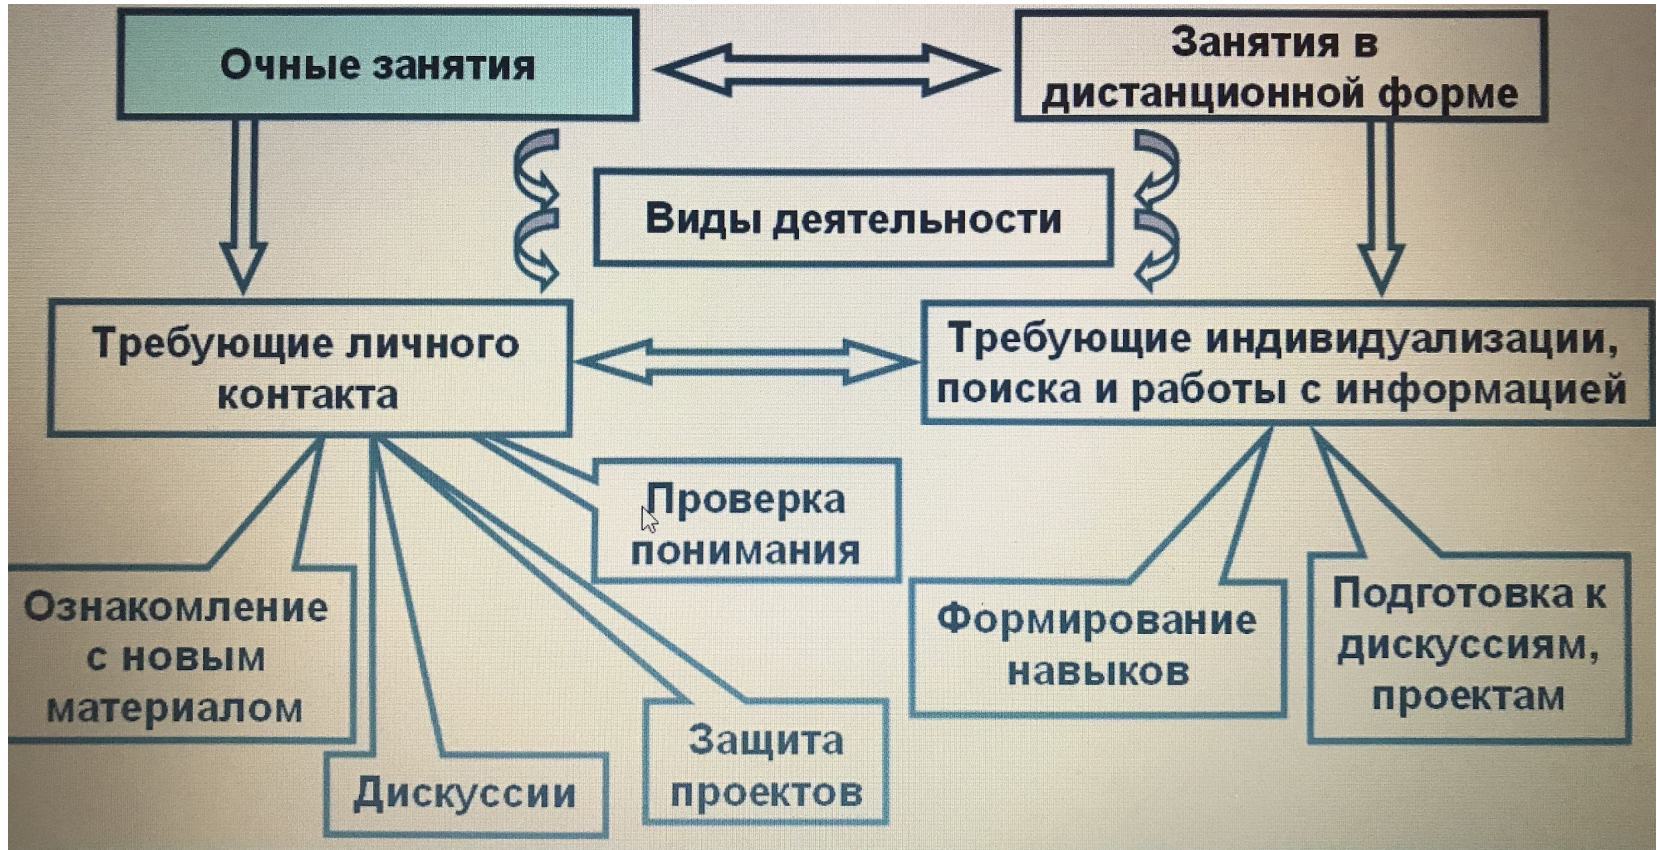 Очные занятия
Занятия в
дистанционной форме
Виды деятельности
Требующие личного
контакта
Требующие индивидуализации,
поиска и работы с информацией
Проверка
понимания
Ознакомление
с новым
материалом
Дискуссии
Защита
проектов
Формирование
навыков
Подготовка к
дискуссиям,
проектам